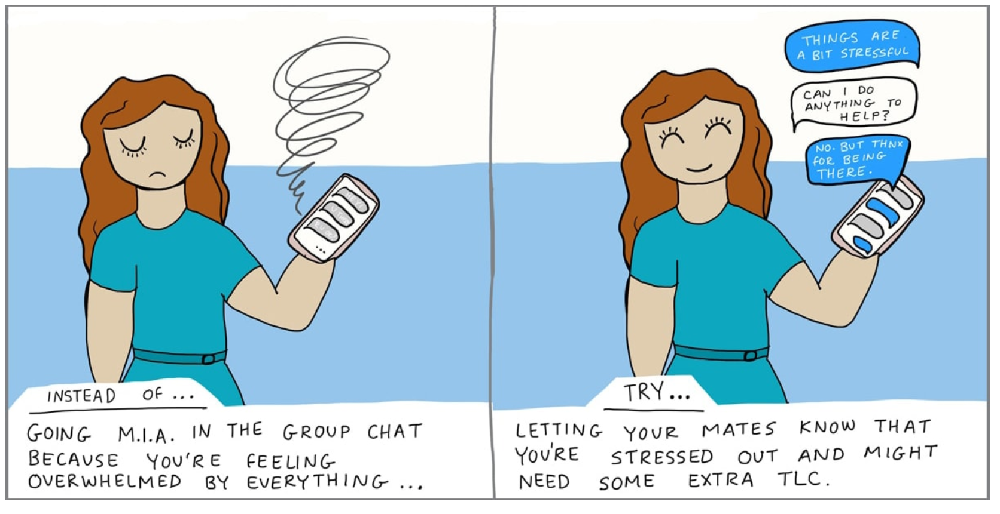 INSTEAD OF...
GOING M.I.A. IN THE GROUP CHAT
BECAUSE YOU'RE FEELING
OVERWHELMED BY EVERYTHING...
THINGS ARE
A BIT STRESSFUL
CAN I DO
ANYTHING TO
HELP?
NO. BUT THNX
FOR BEING
THERE.
TRY...
LETTING YOUR MATES KNOW THAT
YOU'RE STRESSED OUT AND MIGHT
NEED SOME EXTRA TLC.